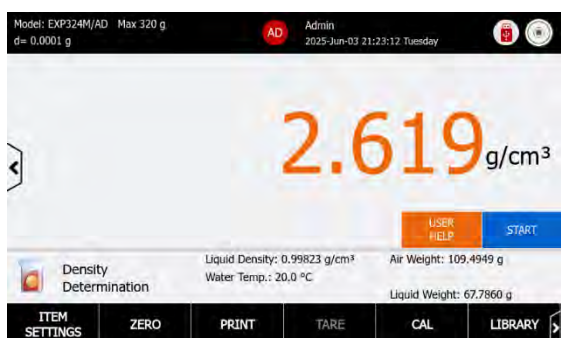 Model: EXP324M/AD Max 320 g
d= 0.0001 g
AD
Admin
2025-Jun-03 21:23:12 Tuesday
2.619 g/cm³
USER
HELP
START
Density
Determination
Liquid Density: 0.99823 g/cm³
Water Temp.: 20.0 °C
Air Weight: 109.4949 g
Liquid Weight: 67.7860 g
ITEM
SETTINGS
ZERO
PRINT
TARE
CAL
LIBRARY